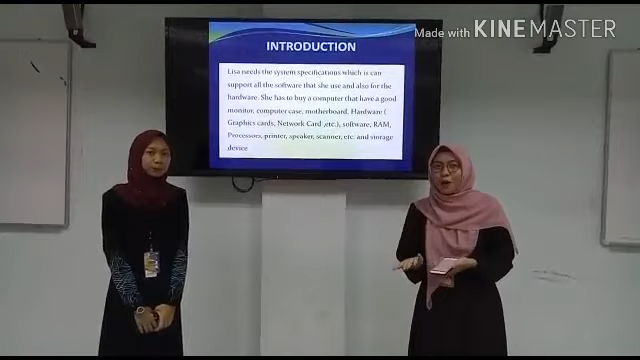 Made with KINEMASTER
INTRODUCTION
Lisa needs the system specifications which is can
support all the software that she use and also for the
hardware. She has to buy a computer that have a good
monitor, computer case, motherboard, Hardware (
Graphics cards, Network Card ,etc.), software, RAM,
Processors, printer, speaker, scanner, etc. and storage
device